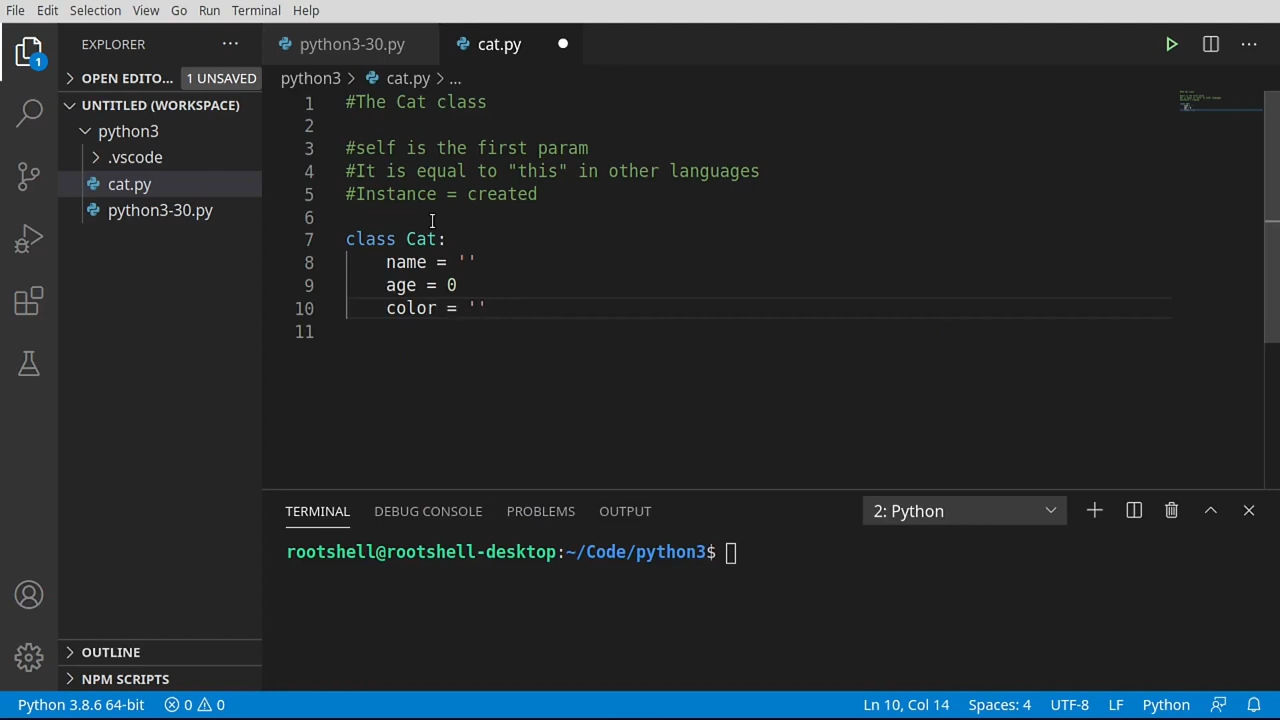 File Edit Selection View Go Run Terminal Help
EXPLORER
python3-30.py
cat.py
OPEN EDITO... 1 UNSAVED
python3 > cat.py > ...
UNTITLED (WORKSPACE)
python3
.vscode
cat.py
python3-30.py
1 #The Cat class
2
3 #self is the first param
4 #It is equal to "this" in other languages
5 #Instance = created
6
7 class Cat:
8 name = ''
9 age = 0
10 color = ''
11
TERMINAL DEBUG CONSOLE PROBLEMS OUTPUT 2: Python
rootshell@rootshell-desktop:~/Code/python3$
OUTLINE
NPM SCRIPTS
1
Python 3.8.6 64-bit 0 0 Ln 10, Col 14 Spaces: 4 UTF-8 LF Python